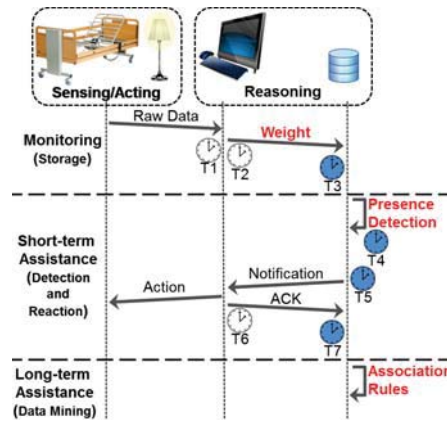 Sensing/Acting
Reasoning
Raw Data
Monitoring
(Storage)
Weight
T1
T2
T3
Presence
Detection
T4
Short-term
Assistance
(Detection
and
Reaction)
Notification
T5
Action
ACK
T6
T7
Long-term
Assistance
(Data Mining)
Association
Rules